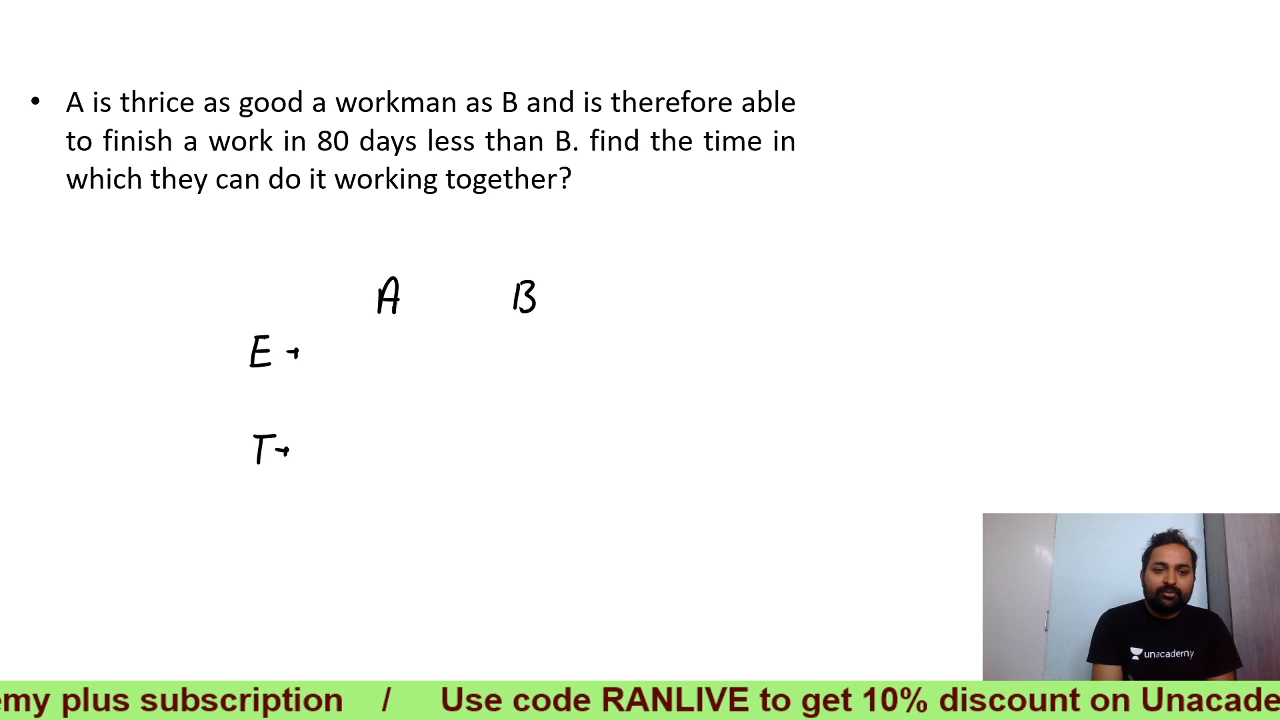 • A is thrice as good a workman as B and is therefore able
to finish a work in 80 days less than B. find the time in
which they can do it working together?
A B
E →
T →
unacademy
emy plus subscription / Use code RANLIVE to get 10% discount on Unacade